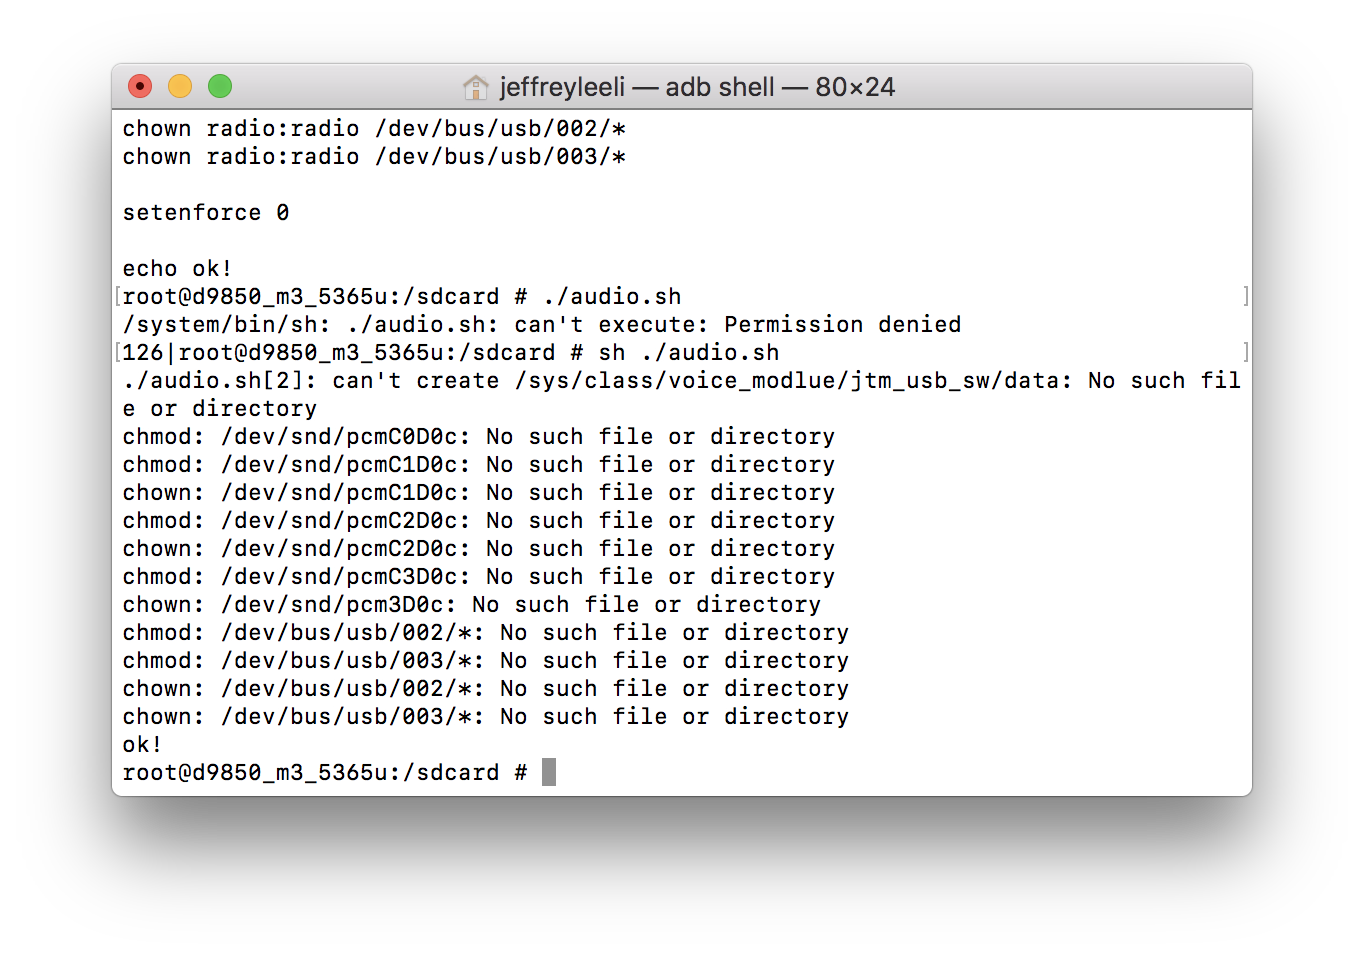 jeffreyleeli — adb shell — 80×24
chown radio:radio /dev/bus/usb/002/*
chown radio:radio /dev/bus/usb/003/*
setenforce 0
echo ok!
[root@d9850_m3_5365u:/sdcard # ./audio.sh ]
/system/bin/sh: ./audio.sh: can't execute: Permission denied
[126|root@d9850_m3_5365u:/sdcard # sh ./audio.sh ]
./audio.sh[2]: can't create /sys/class/voice_modlue/jtm_usb_sw/data: No such fil
e or directory
chmod: /dev/snd/pcmC0D0c: No such file or directory
chmod: /dev/snd/pcmC1D0c: No such file or directory
chown: /dev/snd/pcmC1D0c: No such file or directory
chmod: /dev/snd/pcmC2D0c: No such file or directory
chown: /dev/snd/pcmC2D0c: No such file or directory
chmod: /dev/snd/pcmC3D0c: No such file or directory
chown: /dev/snd/pcm3D0c: No such file or directory
chmod: /dev/bus/usb/002/*: No such file or directory
chmod: /dev/bus/usb/003/*: No such file or directory
chown: /dev/bus/usb/002/*: No such file or directory
chown: /dev/bus/usb/003/*: No such file or directory
ok!
root@d9850_m3_5365u:/sdcard #